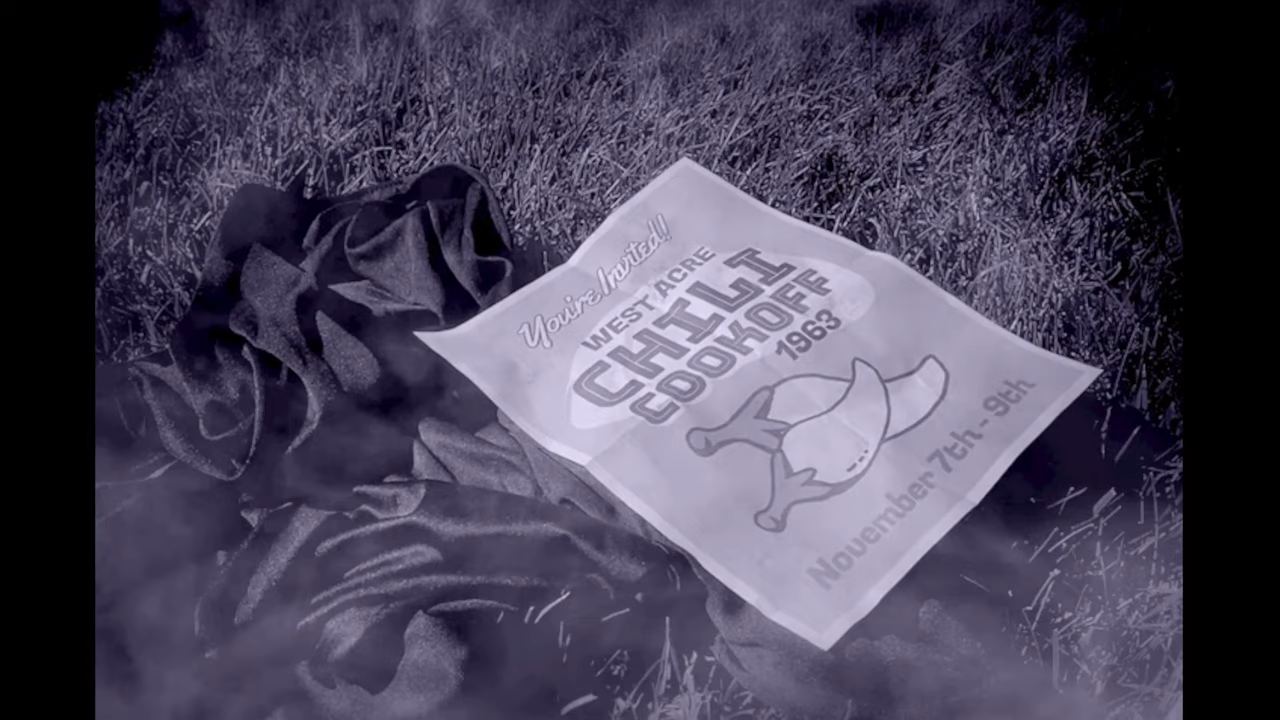 You're Invited!!
WEST ACRE
CHILI
COOKOFF
1963
November 7th - 9th